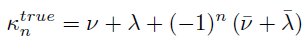 κ_n^{true} = ν + λ + (−1)^n (ν̄ + λ̄)